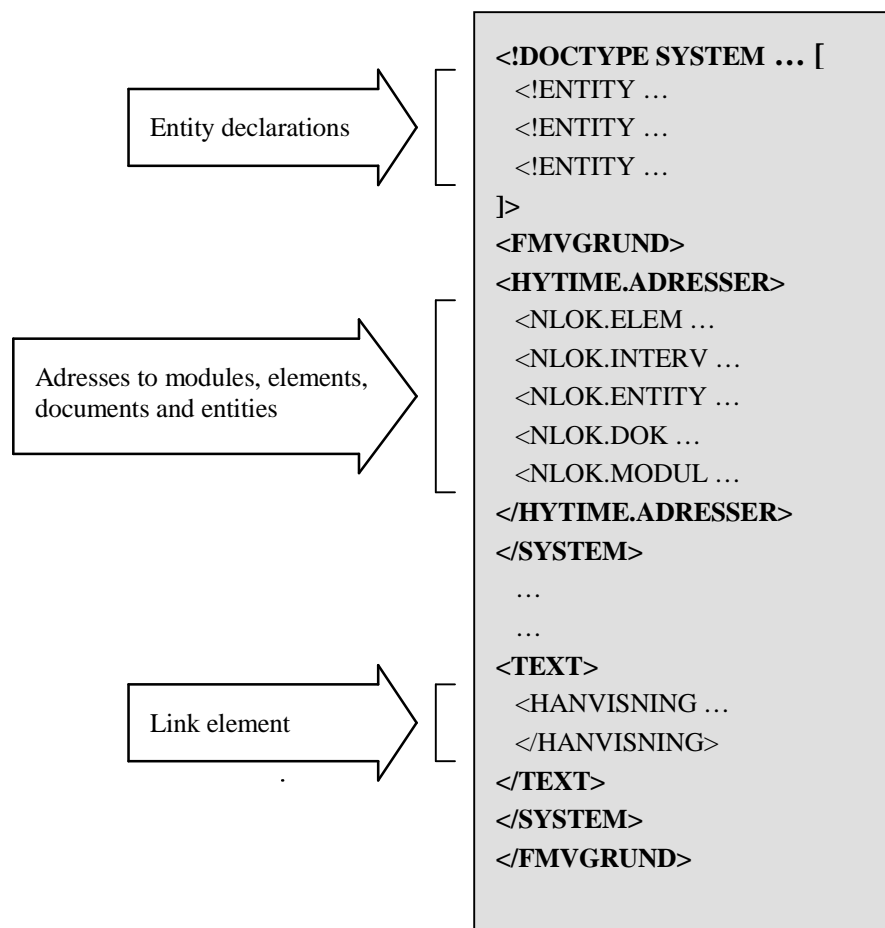 <!DOCTYPE SYSTEM … [
<!ENTITY …
<!ENTITY …
<!ENTITY …
]>
Entity declarations
<FMVGRUND>
<HYTIME.ADRESSER>
<NLOK.ELEM …
<NLOK.INTERV …
<NLOK.ENTITY …
<NLOK.DOK …
<NLOK.MODUL …
Adresses to modules, elements,
documents and entities
</HYTIME.ADRESSER>
</SYSTEM>
…
…
<TEXT>
<HANVISNING …
</HANVISNING>
Link element
</TEXT>
</SYSTEM>
</FMVGRUND>